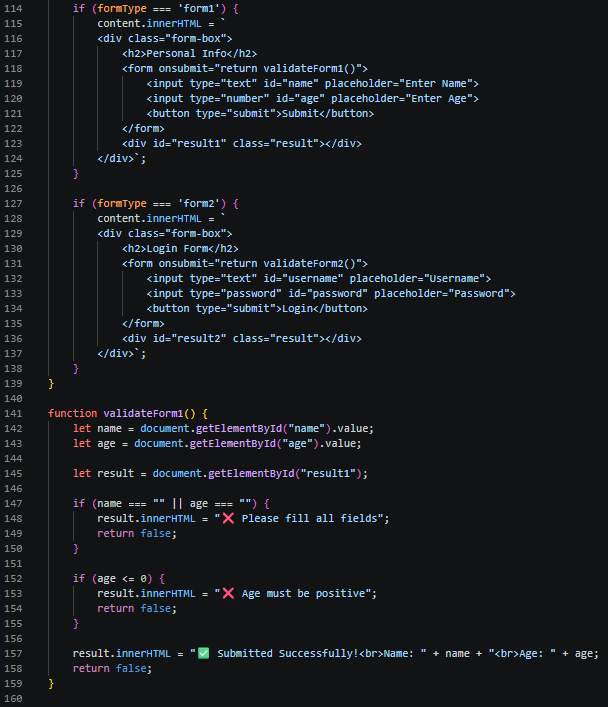 114 if (formType === 'form1') {
115 content.innerHTML = `
116 <div class="form-box">
117 <h2>Personal Info</h2>
118 <form onsubmit="return validateForm1()">
119 <input type="text" id="name" placeholder="Enter Name">
120 <input type="number" id="age" placeholder="Enter Age">
121 <button type="submit">Submit</button>
122 </form>
123 <div id="result1" class="result"></div>
124 </div>`;
125 }
126
127 if (formType === 'form2') {
128 content.innerHTML = `
129 <div class="form-box">
130 <h2>Login Form</h2>
131 <form onsubmit="return validateForm2()">
132 <input type="text" id="username" placeholder="Username">
133 <input type="password" id="password" placeholder="Password">
134 <button type="submit">Login</button>
135 </form>
136 <div id="result2" class="result"></div>
137 </div>`;
138 }
139 }
140
141 function validateForm1() {
142 let name = document.getElementById("name").value;
143 let age = document.getElementById("age").value;
144
145 let result = document.getElementById("result1");
146
147 if (name === "" || age === "") {
148 result.innerHTML = "❌ Please fill all fields";
149 return false;
150 }
151
152 if (age <= 0) {
153 result.innerHTML = "❌ Age must be positive";
154 return false;
155 }
156
157 result.innerHTML = "✅ Submitted Successfully!<br>Name: " + name + "<br>Age: " + age;
158 return false;
159 }
160